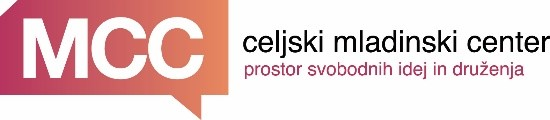 MCC
celjski mladinski center
prostor svobodnih idej in druženja